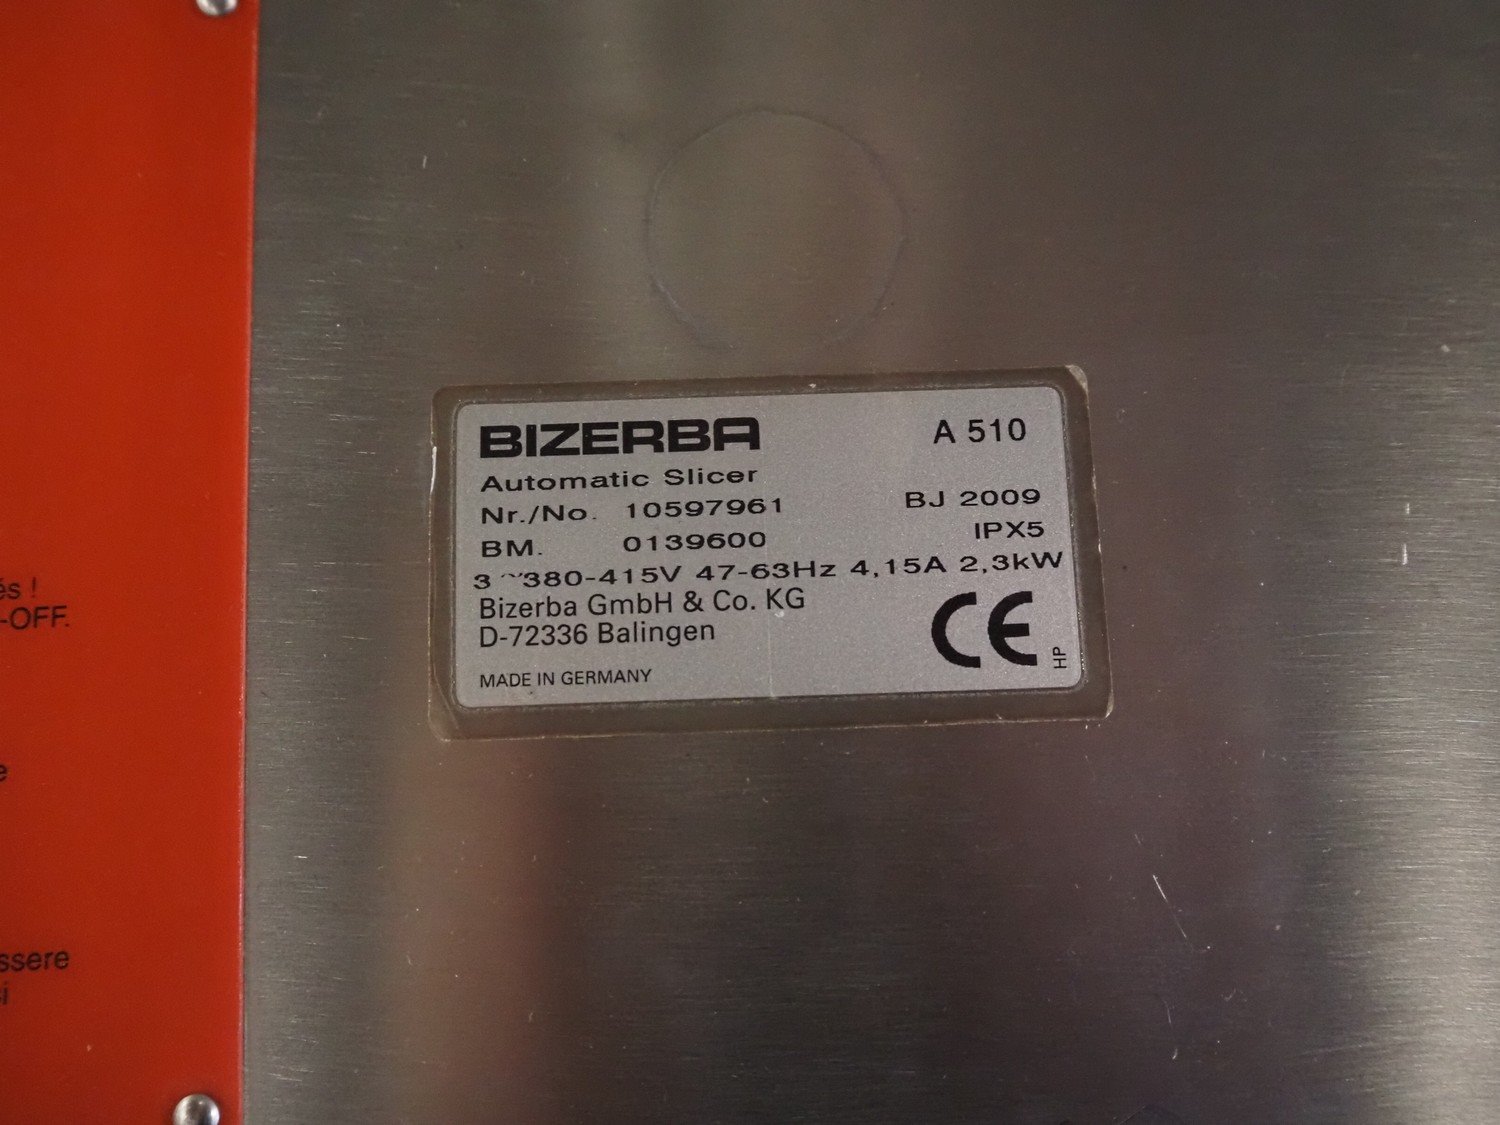 BIZERBA A 510
Automatic Slicer
Nr./No. 10597961 BJ 2009
BM. 0139600 IPX5
3 ~380-415V 47-63Hz 4,15A 2,3kW
Bizerba GmbH & Co. KG
D-72336 Balingen
CE HP
MADE IN GERMANY
és !
-OFF.
e
ssere
i